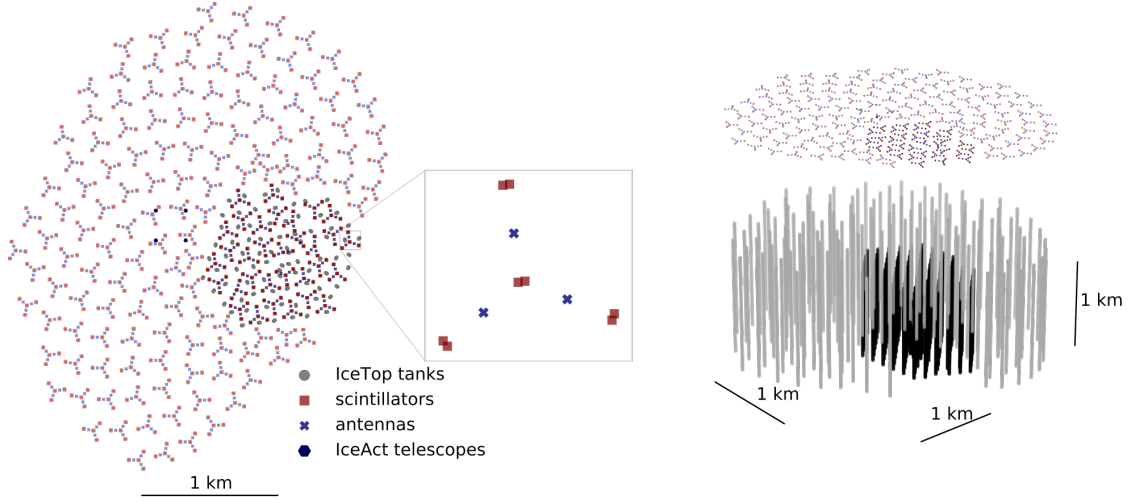 IceTop tanks
scintillators
antennas
IceAct telescopes
1 km
1 km
1 km
1 km